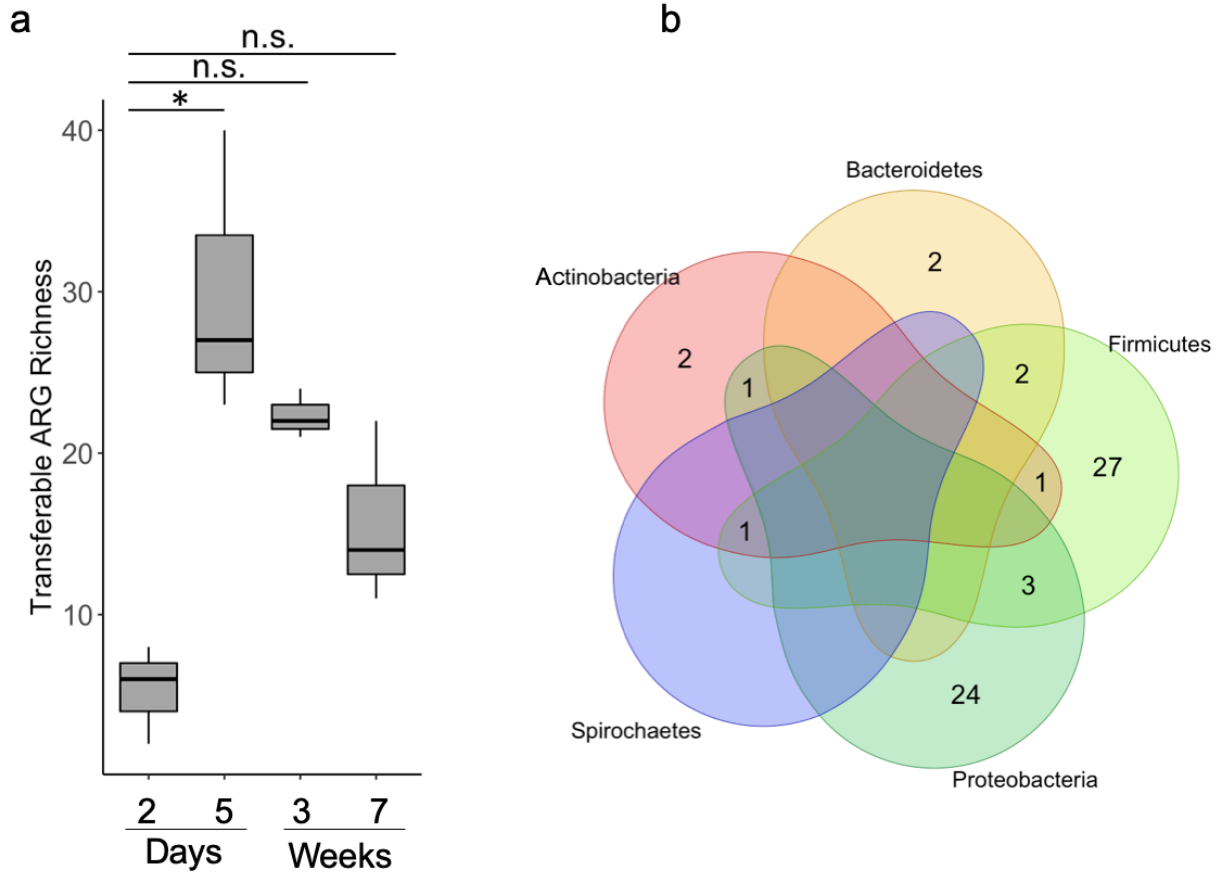 a
n.s.
n.s.
*
40
30
20
10
Transferable ARG Richness
2 5 3 7
Days Weeks
b
Bacteroidetes
Actinobacteria
Firmicutes
Spirochaetes
Proteobacteria
2
2
1
2
27
1
1
3
24